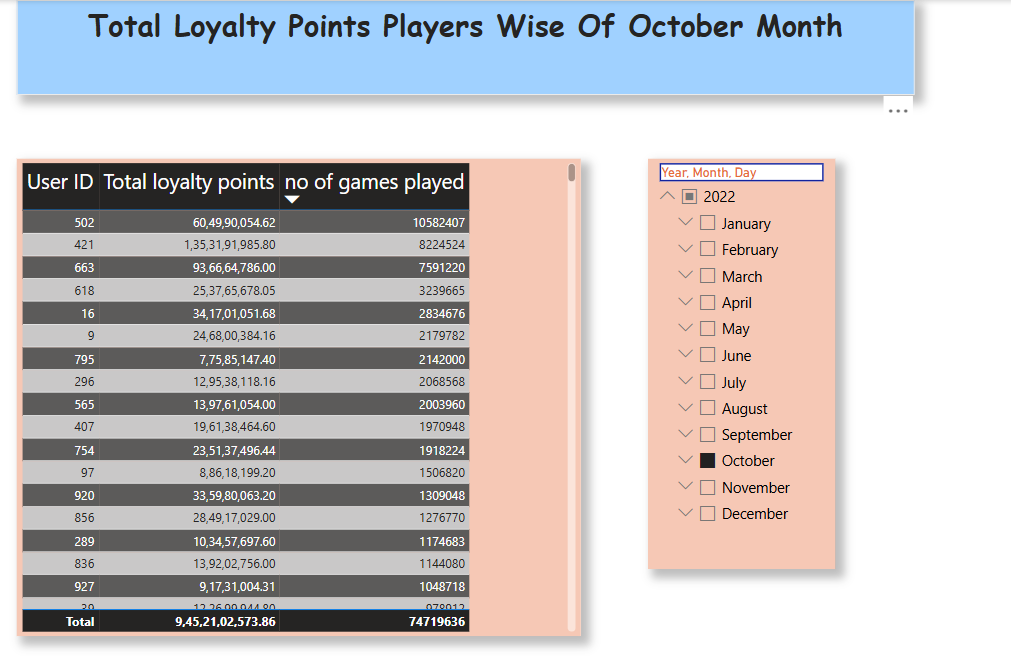 Total Loyalty Points Players Wise Of October Month
User ID Total loyalty points no of games played
502 60,49,90,054.62 10582407
421 1,35,31,91,985.80 8224524
663 93,66,64,786.00 7591220
618 25,37,65,678.05 3239665
16 34,17,01,051.68 2834676
9 24,68,00,384.16 2179782
795 7,75,85,147.40 2142000
296 12,95,38,118.16 2068568
565 13,97,61,054.00 2003960
407 19,61,38,464.60 1970948
754 23,51,37,496.44 1918224
97 8,86,18,199.20 1506820
920 33,59,80,063.20 1309048
856 28,49,17,029.00 1276770
289 10,34,57,697.60 1174683
836 13,92,02,756.00 1144080
927 9,17,31,004.31 1048718
Total 9,45,21,02,573.86 74719636
Year, Month, Day
2022
January
February
March
April
May
June
July
August
September
October
November
December